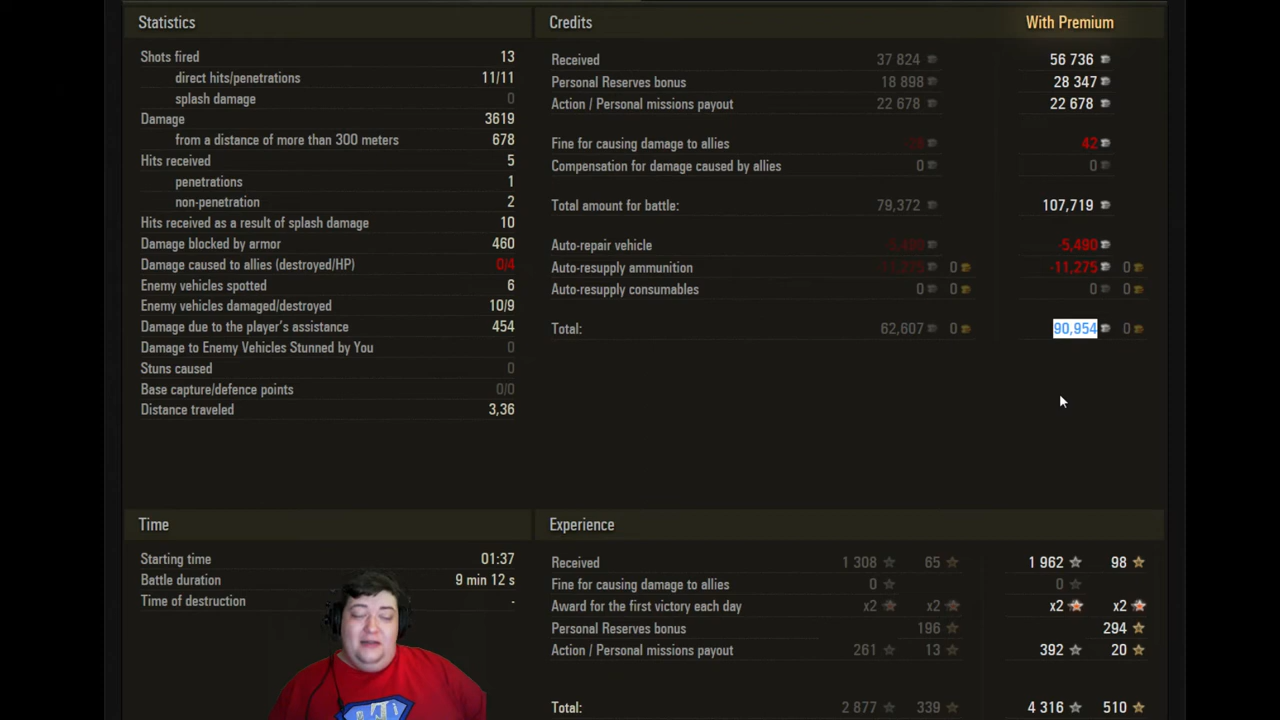 Statistics
Shots fired 13
direct hits/penetrations 11/11
splash damage 0
Damage 3619
from a distance of more than 300 meters 678
Hits received 5
penetrations 1
non-penetration 2
Hits received as a result of splash damage 10
Damage blocked by armor 460
Damage caused to allies (destroyed/HP) 0/4
Enemy vehicles spotted 6
Enemy vehicles damaged/destroyed 10/9
Damage due to the player's assistance 454
Damage to Enemy Vehicles Stunned by You 0
Stuns caused 0
Base capture/defence points 0/0
Distance traveled 3,36
Credits With Premium
Received 37 824 56 736
Personal Reserves bonus 18 898 28 347
Action / Personal missions payout 22 678 22 678
Fine for causing damage to allies 42
Compensation for damage caused by allies 0 0
Total amount for battle: 79,372 107,719
Auto-repair vehicle -5,490 -5,490
Auto-resupply ammunition -11,275 0 -11,275 0
Auto-resupply consumables 0 0 0 0
Total: 62,607 0 90,954 0
Time
Starting time 01:37
Battle duration 9 min 12 s
Time of destruction -
Experience
Received 1 308 65 1 962 98
Fine for causing damage to allies 0 0
Award for the first victory each day x2 x2 x2 x2
Personal Reserves bonus 196 294
Action / Personal missions payout 261 13 392 20
Total: 2 877 339 4 316 510